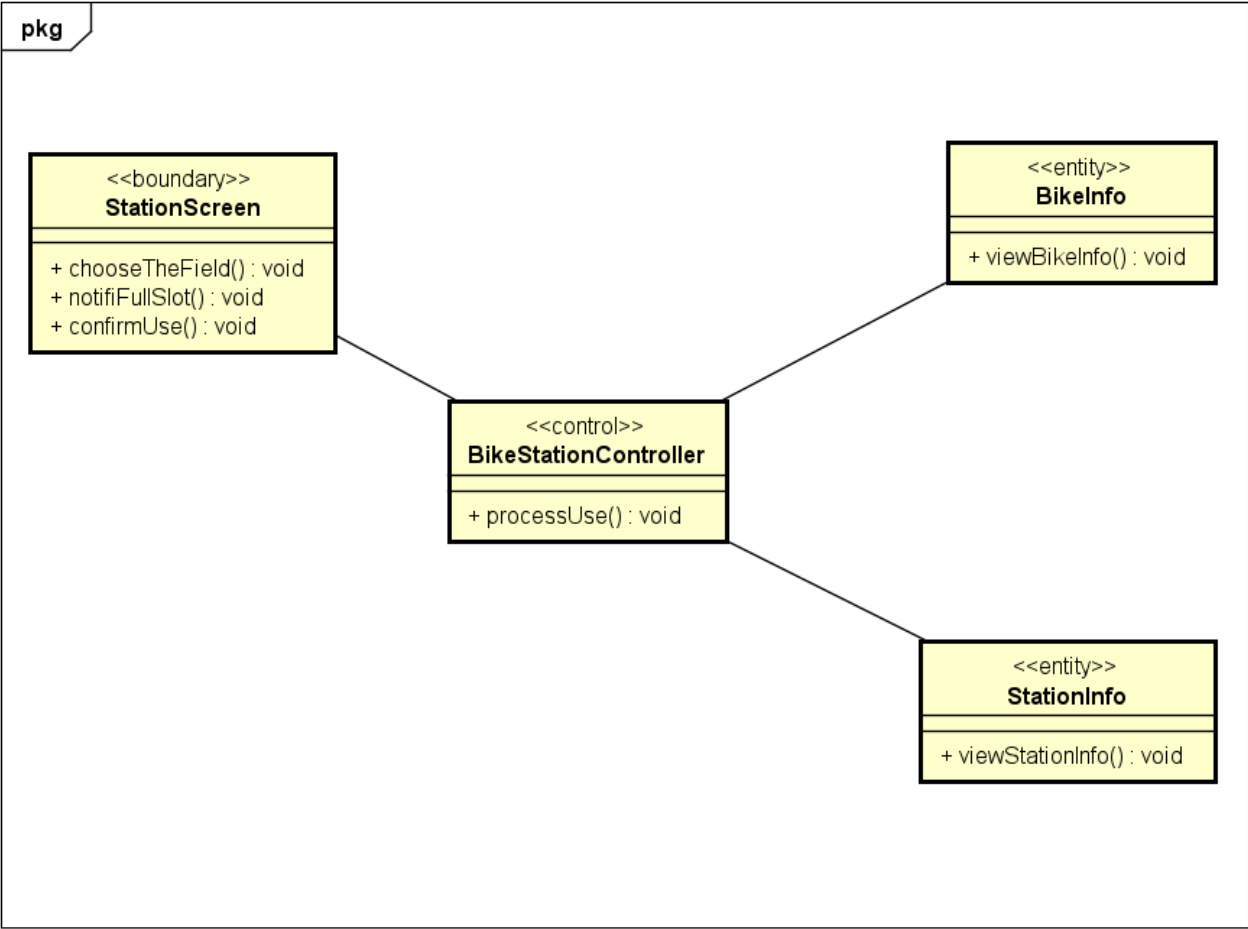 pkg
<<boundary>>
StationScreen
+ chooseTheField() : void
+ notifiFullSlot() : void
+ confirmUse() : void
<<entity>>
BikeInfo
+ viewBikeInfo() : void
<<control>>
BikeStationController
+ processUse() : void
<<entity>>
StationInfo
+ viewStationInfo() : void